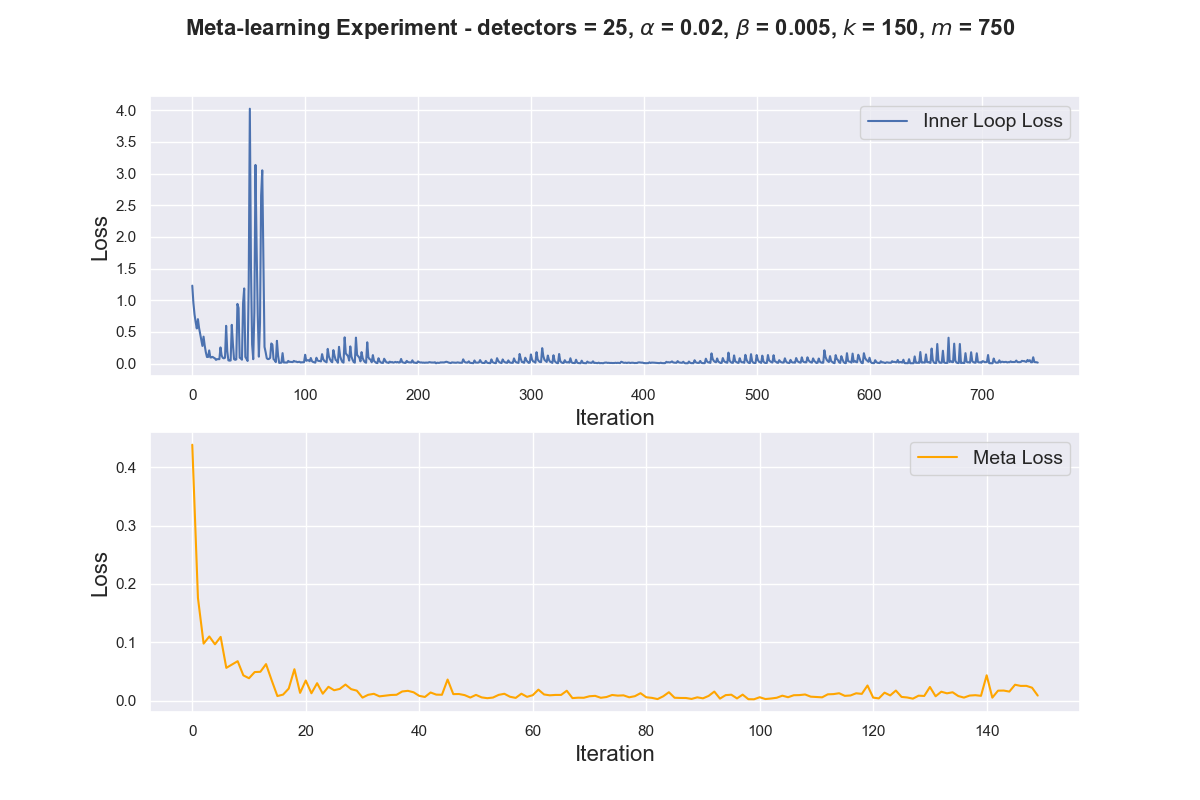 Meta-learning Experiment - detectors = 25, α = 0.02, β = 0.005, k = 150, m = 750
4.0
3.5
3.0
2.5
2.0
1.5
1.0
0.5
0.0
Loss
Inner Loop Loss
0 100 200 300 400 500 600 700
Iteration
0.4
0.3
0.2
0.1
0.0
Loss
Meta Loss
0 20 40 60 80 100 120 140
Iteration